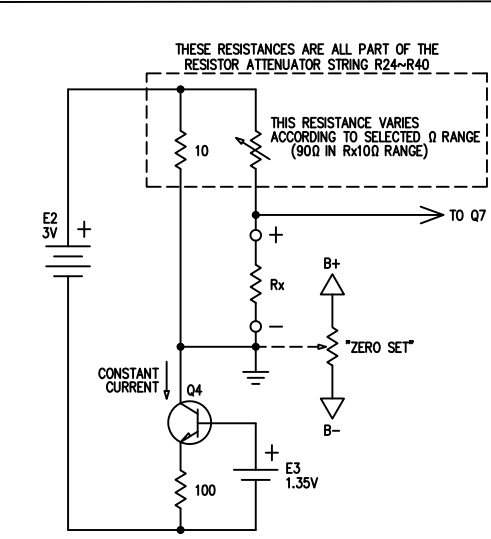 THESE RESISTANCES ARE ALL PART OF THE
RESISTOR ATTENUATOR STRING R24~R40
THIS RESISTANCE VARIES
ACCORDING TO SELECTED Ω RANGE
(90Ω IN Rx10Ω RANGE)
10
TO Q7
E2
3V
+
+
Rx
B+
−
"ZERO SET"
CONSTANT
CURRENT
Q4
B−
+
E3
1.35V
100